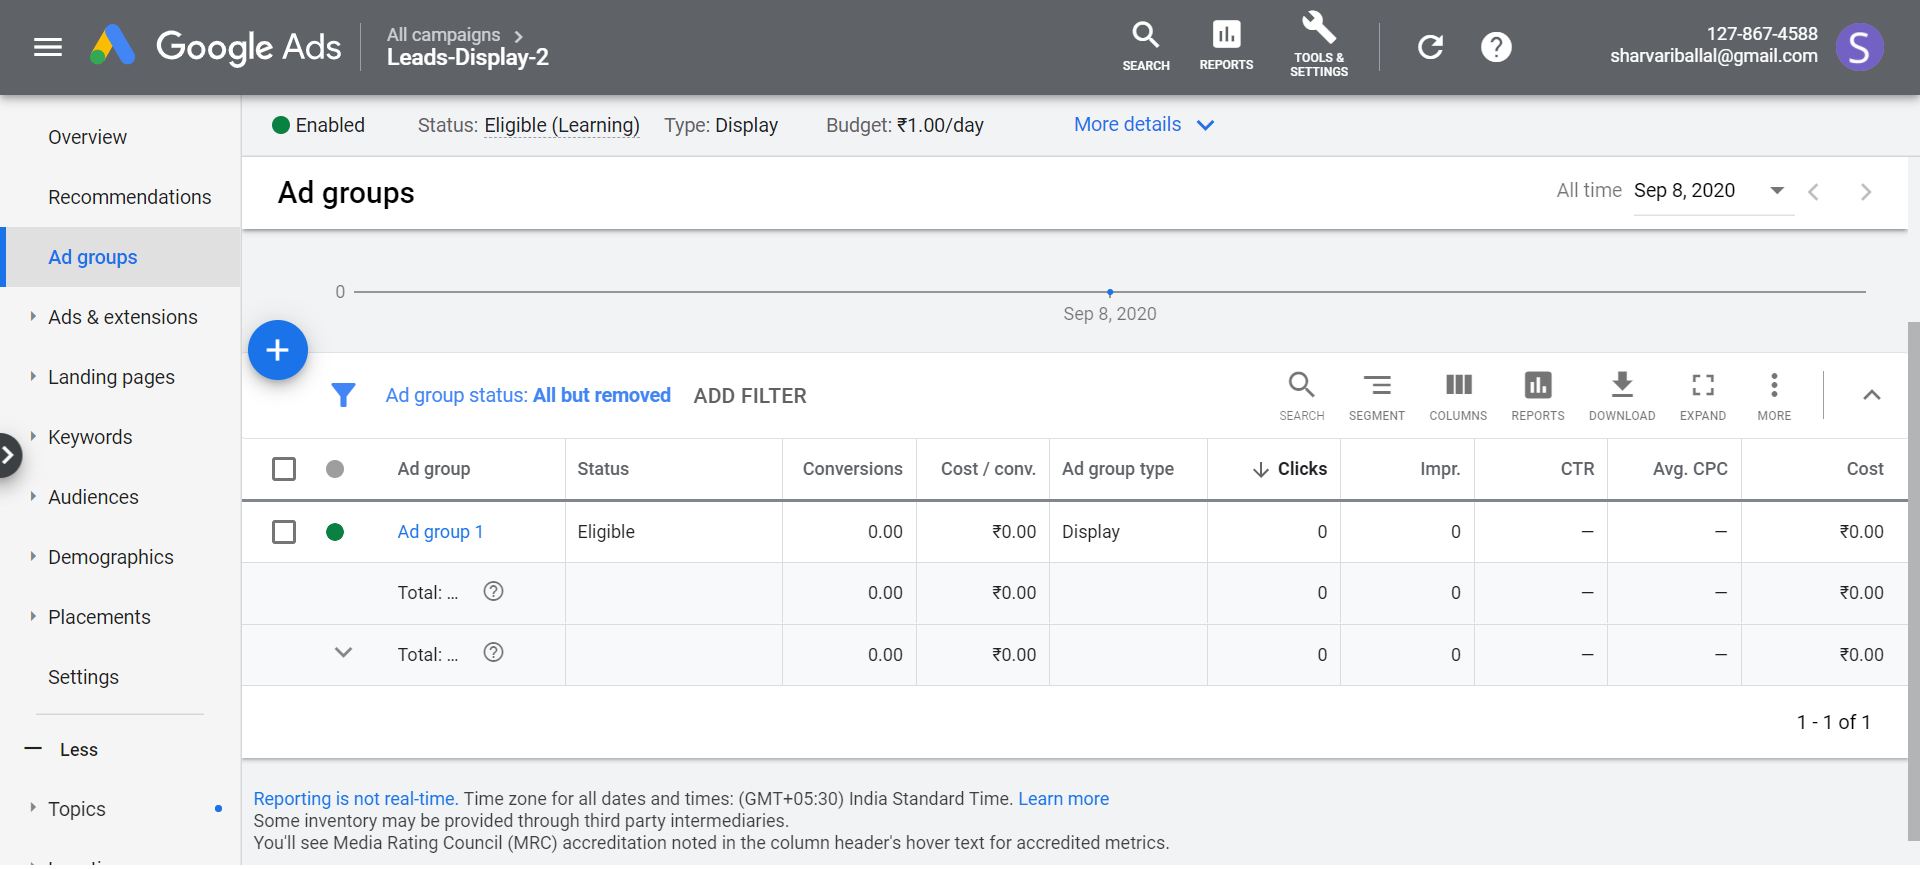 Google Ads
All campaigns
Leads-Display-2
SEARCH
REPORTS
TOOLS &
SETTINGS
127-867-4588
sharvariballal@gmail.com
S
Overview
Recommendations
Ad groups
Ads & extensions
Landing pages
Keywords
Audiences
Demographics
Placements
Settings
Less
Topics
Enabled Status: Eligible (Learning) Type: Display Budget: ₹1.00/day More details
Ad groups
All time Sep 8, 2020
0
Sep 8, 2020
Ad group status: All but removed ADD FILTER
SEARCH SEGMENT COLUMNS REPORTS DOWNLOAD EXPAND MORE
Ad group Status Conversions Cost / conv. Ad group type Clicks Impr. CTR Avg. CPC Cost
Ad group 1 Eligible 0.00 ₹0.00 Display 0 0 — — ₹0.00
Total: ... 0.00 ₹0.00 0 0 — — ₹0.00
Total: ... 0.00 ₹0.00 0 0 — — ₹0.00
1 - 1 of 1
Reporting is not real-time. Time zone for all dates and times: (GMT+05:30) India Standard Time. Learn more
Some inventory may be provided through third party intermediaries.
You'll see Media Rating Council (MRC) accreditation noted in the column header's hover text for accredited metrics.